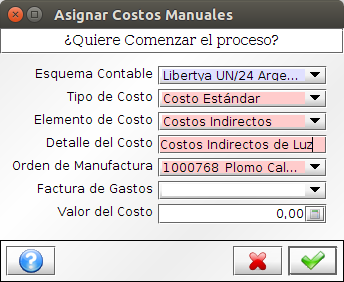 Asignar Costos Manuales
¿Quiere Comenzar el proceso?
Esquema Contable Libertya UN/24 Arge...
Tipo de Costo Costo Estándar
Elemento de Costo Costos Indirectos
Detalle del Costo Costos Indirectos de Luz
Orden de Manufactura 1000768 Plomo Cal...
Factura de Gastos
Valor del Costo 0,00
?